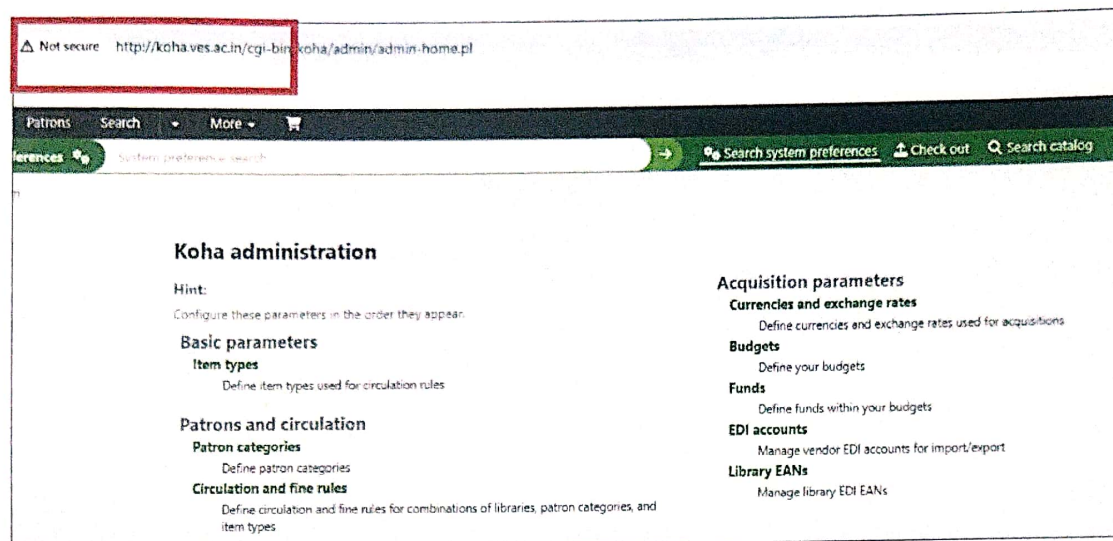 Not secure http://koha.ves.ac.in/cgi-bin/koha/admin/admin-home.pl
Patrons Search More
ferences System preference search Search system preferences Check out Search catalog
Koha administration
Hint:
Configure these parameters in the order they appear.
Basic parameters
Item types
Define item types used for circulation rules
Patrons and circulation
Patron categories
Define patron categories
Circulation and fine rules
Define circulation and fine rules for combinations of libraries, patron categories, and
item types
Acquisition parameters
Currencies and exchange rates
Define currencies and exchange rates used for acquisitions
Budgets
Define your budgets
Funds
Define funds within your budgets
EDI accounts
Manage vendor EDI accounts for import/export
Library EANs
Manage library EDI EANs